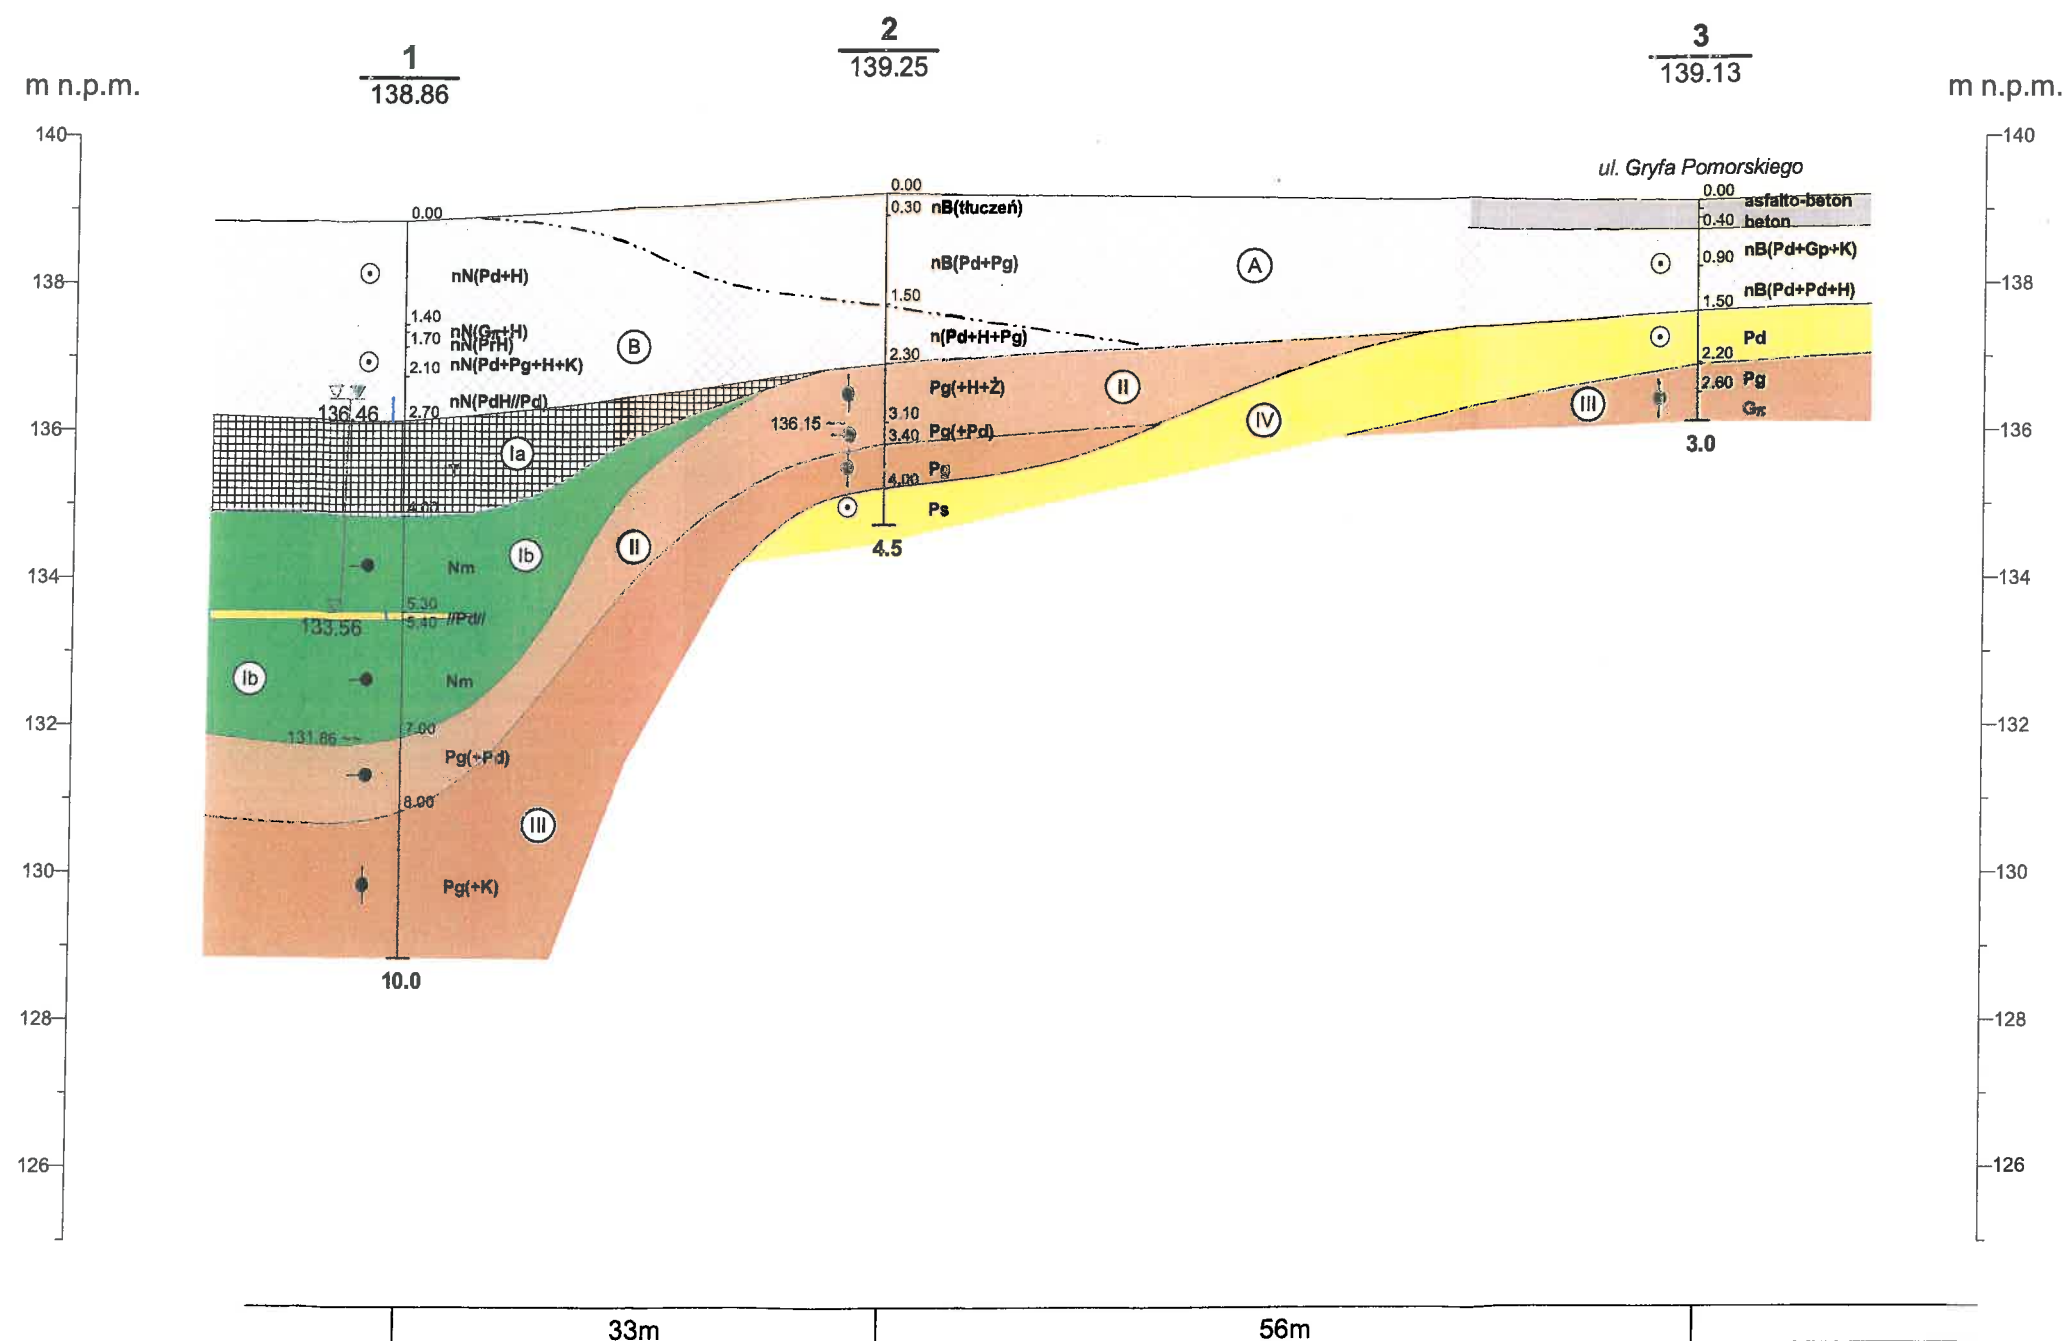 1
138.86
2
139.25
3
139.13
m n.p.m.
m n.p.m.
140
138
136
134
132
130
128
126
140
138
136
134
132
130
128
126
ul. Gryfa Pomorskiego
0.00
nN(Pd+H)
1.40
nN(Gπ+H)
1.70
nN(PrH)
2.10 nN(Pd+Pg+H+K)
nN(PdH//Pd)
2.70
136.46
Ia
4.00
Ib
Nm
5.30
5.40 //Pd//
133.56
Ib
Nm
7.00
131.86 ~~
Pg(+Pd)
8.00
III
Pg(+K)
10.0
B
II
0.00
0.30 nB(tłuczeń)
nB(Pd+Pg)
1.50
n(Pd+H+Pg)
2.30
Pg(+H+Ż)
3.10
136.15 ~~
3.40 Pg(+Pd)
Pg
4.00
Ps
4.5
A
II
IV
III
0.00
asfalto-beton
0.40 beton
nB(Pd+Gp+K)
0.90
nB(Pd+Pd+H)
1.50
Pd
2.20
Pg
2.60
Gπ
3.0
33m
56m